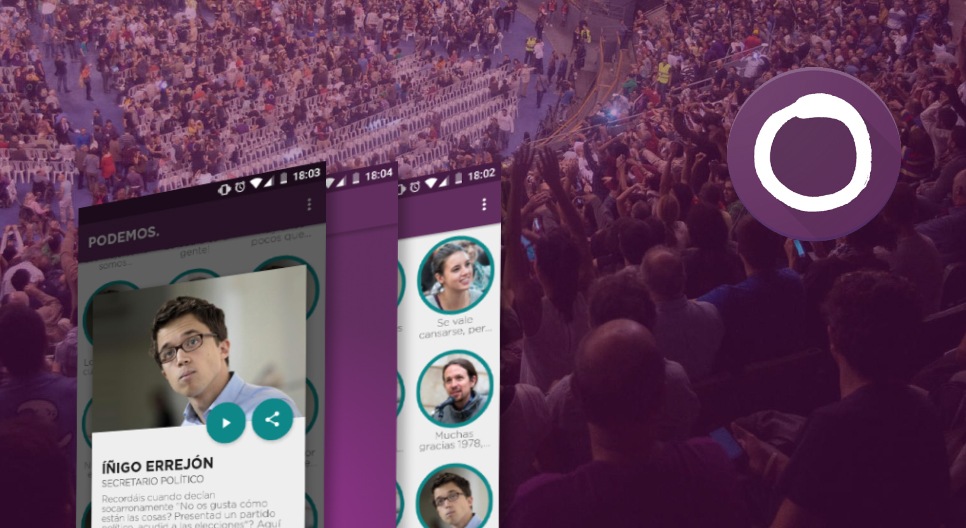 18:03
PODEMOS.
somos...
gente!
pocos que...
ÍÑIGO ERREJÓN
SECRETARIO POLÍTICO
Recordáis cuando decían
socarronamente "No os gusta cómo
están las cosas? Presentad un partido
político, acudid a las elecciones"? Aquí
18:04
18:02
Se vale
cansarse, per...
Muchas
gracias 1978,...